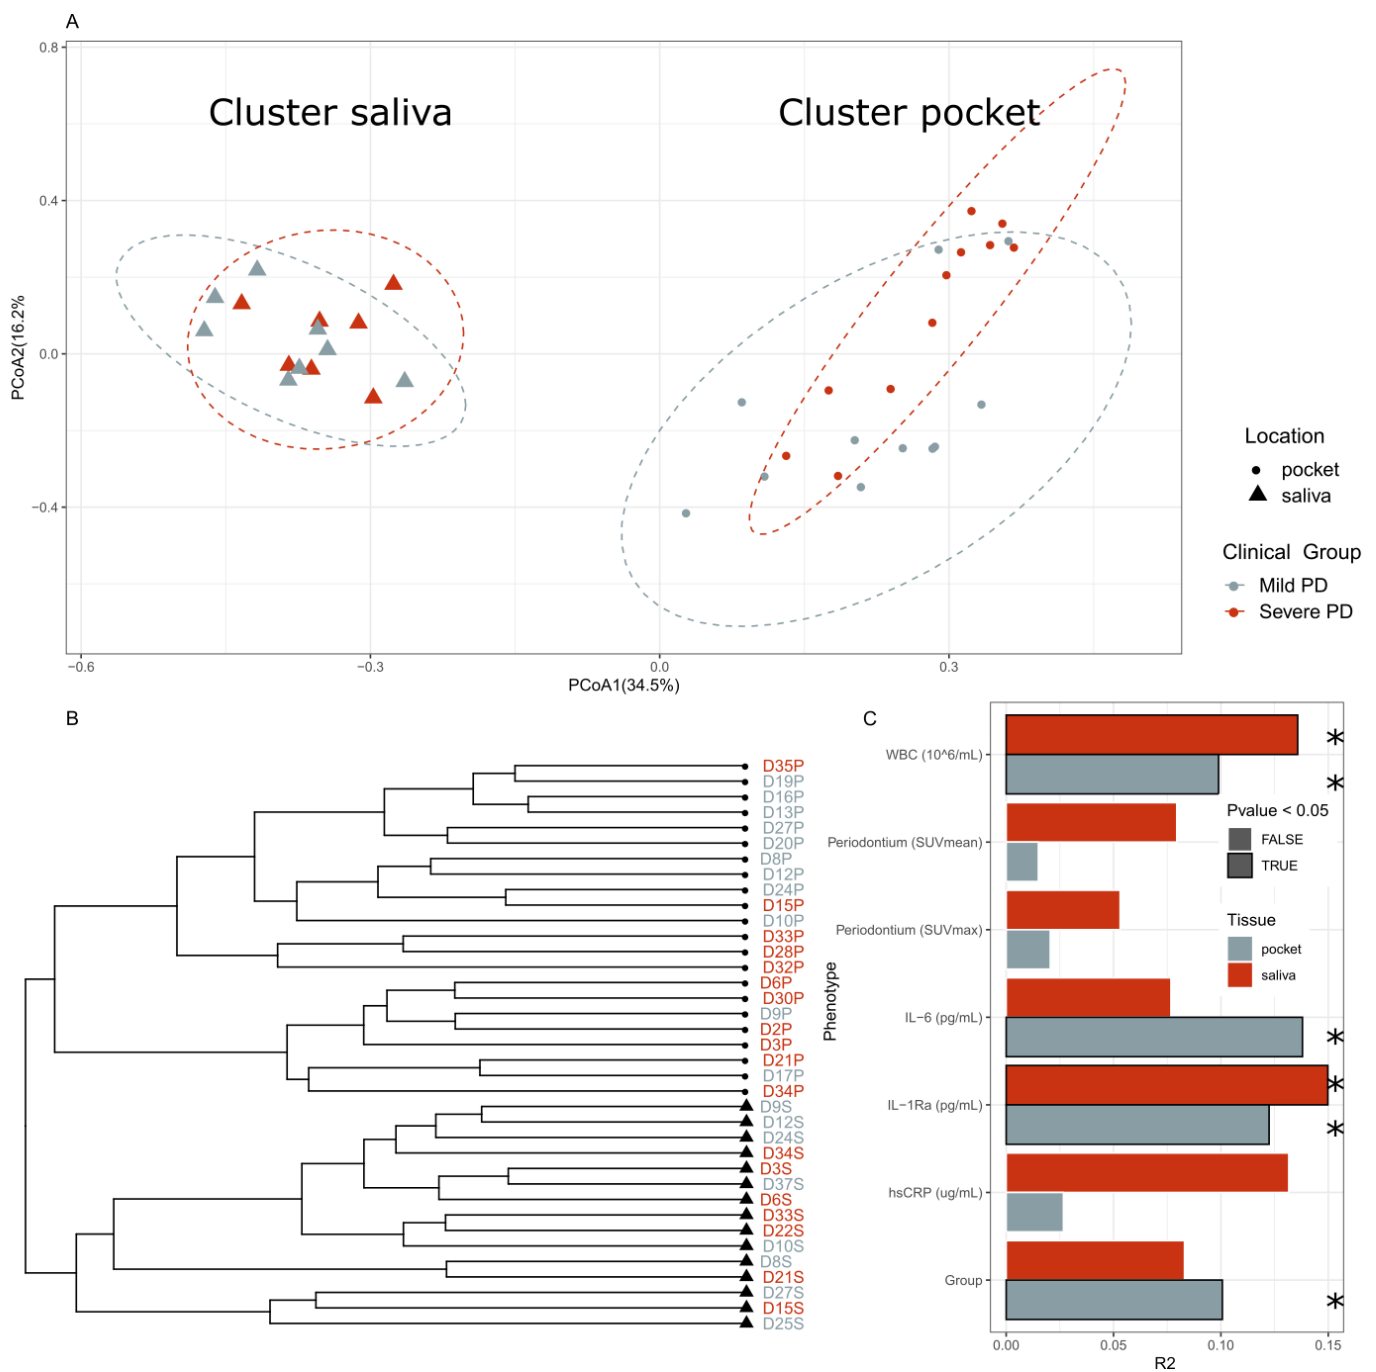 A
0.8
0.4
0.0
−0.4
PCoA2(16.2%
Cluster saliva
Cluster pocket
−0.6
−0.3
0.0
0.3
PCoA1(34.5%)
Location
pocket
saliva
Clinical Group
Mild PD
Severe PD
B
D35P
D19P
D16P
D13P
D27P
D20P
D8P
D12P
D24P
D15P
D10P
D33P
D28P
D32P
D6P
D30P
D9P
D2P
D3P
D21P
D17P
D34P
D9S
D12S
D24S
D34S
D3S
D37S
D6S
D33S
D22S
D10S
D8S
D21S
D27S
D15S
D25S
C
Phenotype
WBC (10^6/mL)
Periodontium (SUVmean)
Periodontium (SUVmax)
IL−6 (pg/mL)
IL−1Ra (pg/mL)
hsCRP (ug/mL)
Group
*
*
*
*
*
*
Pvalue < 0.05
FALSE
TRUE
Tissue
pocket
saliva
0.00
0.05
0.10
0.15
R2